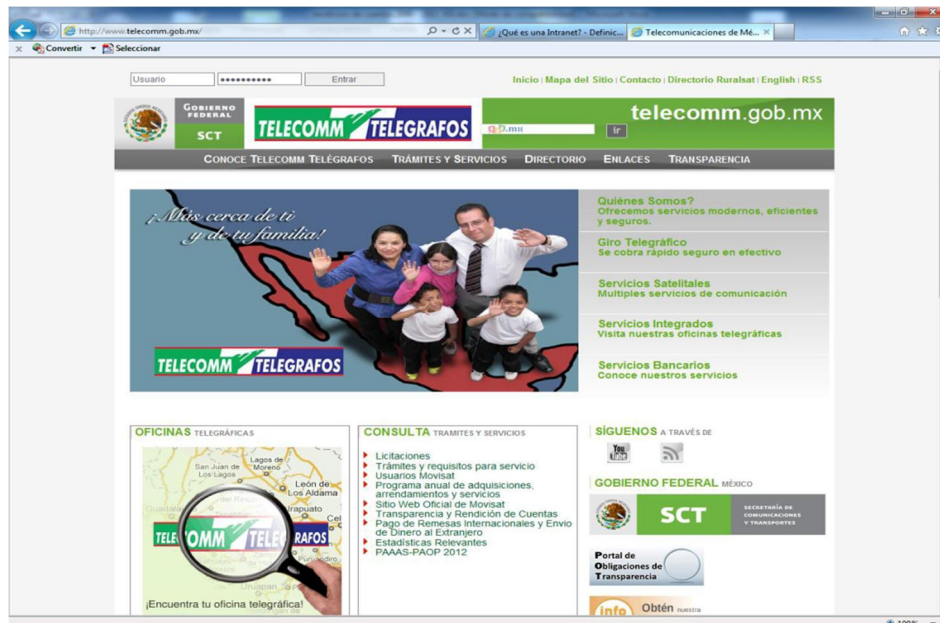 http://www.telecomm.gob.mx/
¿Qué es una Intranet? - Definic...
Telecomunicaciones de Mé...
Convertir
Seleccionar
Usuario
••••••••••
Entrar
Inicio | Mapa del Sitio | Contacto | Directorio Ruralsat | English | RSS
GOBIERNO
FEDERAL
SCT
TELECOMM TELEGRAFOS
ir
telecomm.gob.mx
CONOCE TELECOMM TELÉGRAFOS TRÁMITES Y SERVICIOS DIRECTORIO ENLACES TRANSPARENCIA
¡Más cerca de ti
y de tu familia!
TELECOMM TELEGRAFOS
Quiénes Somos?
Ofrecemos servicios modernos, eficientes
y seguros.
Giro Telegráfico
Se cobra rápido seguro en efectivo
Servicios Satelitales
Multiples servicios de comunicación
Servicios Integrados
Visita nuestras oficinas telegráficas
Servicios Bancarios
Conoce nuestros servicios
OFICINAS TELEGRÁFICAS
San Juan de
Los Lagos
Lagos de
Moreno
León de
Los Aldama
Irapuato
TELECOMM TELEGRAFOS
Uruapan
¡Encuentra tu oficina telegráfica!
CONSULTA TRAMITES Y SERVICIOS
Licitaciones
Trámites y requisitos para servicio
Usuarios Movisat
Programa anual de adquisiciones,
arrendamientos y servicios
Sitio Web Oficial de Movisat
Transparencia y Rendición de Cuentas
Pago de Remesas Internacionales y Envio
de Dinero al Extranjero
Estadísticas Relevantes
PAAAS-PAOP 2012
SÍGUENOS A TRAVÉS DE
You
Tube
GOBIERNO FEDERAL MÉXICO
SCT
SECRETARÍA DE
COMUNICACIONES
Y TRANSPORTES
Portal de
Obligaciones de
Transparencia
info
Obtén nuestra
100%